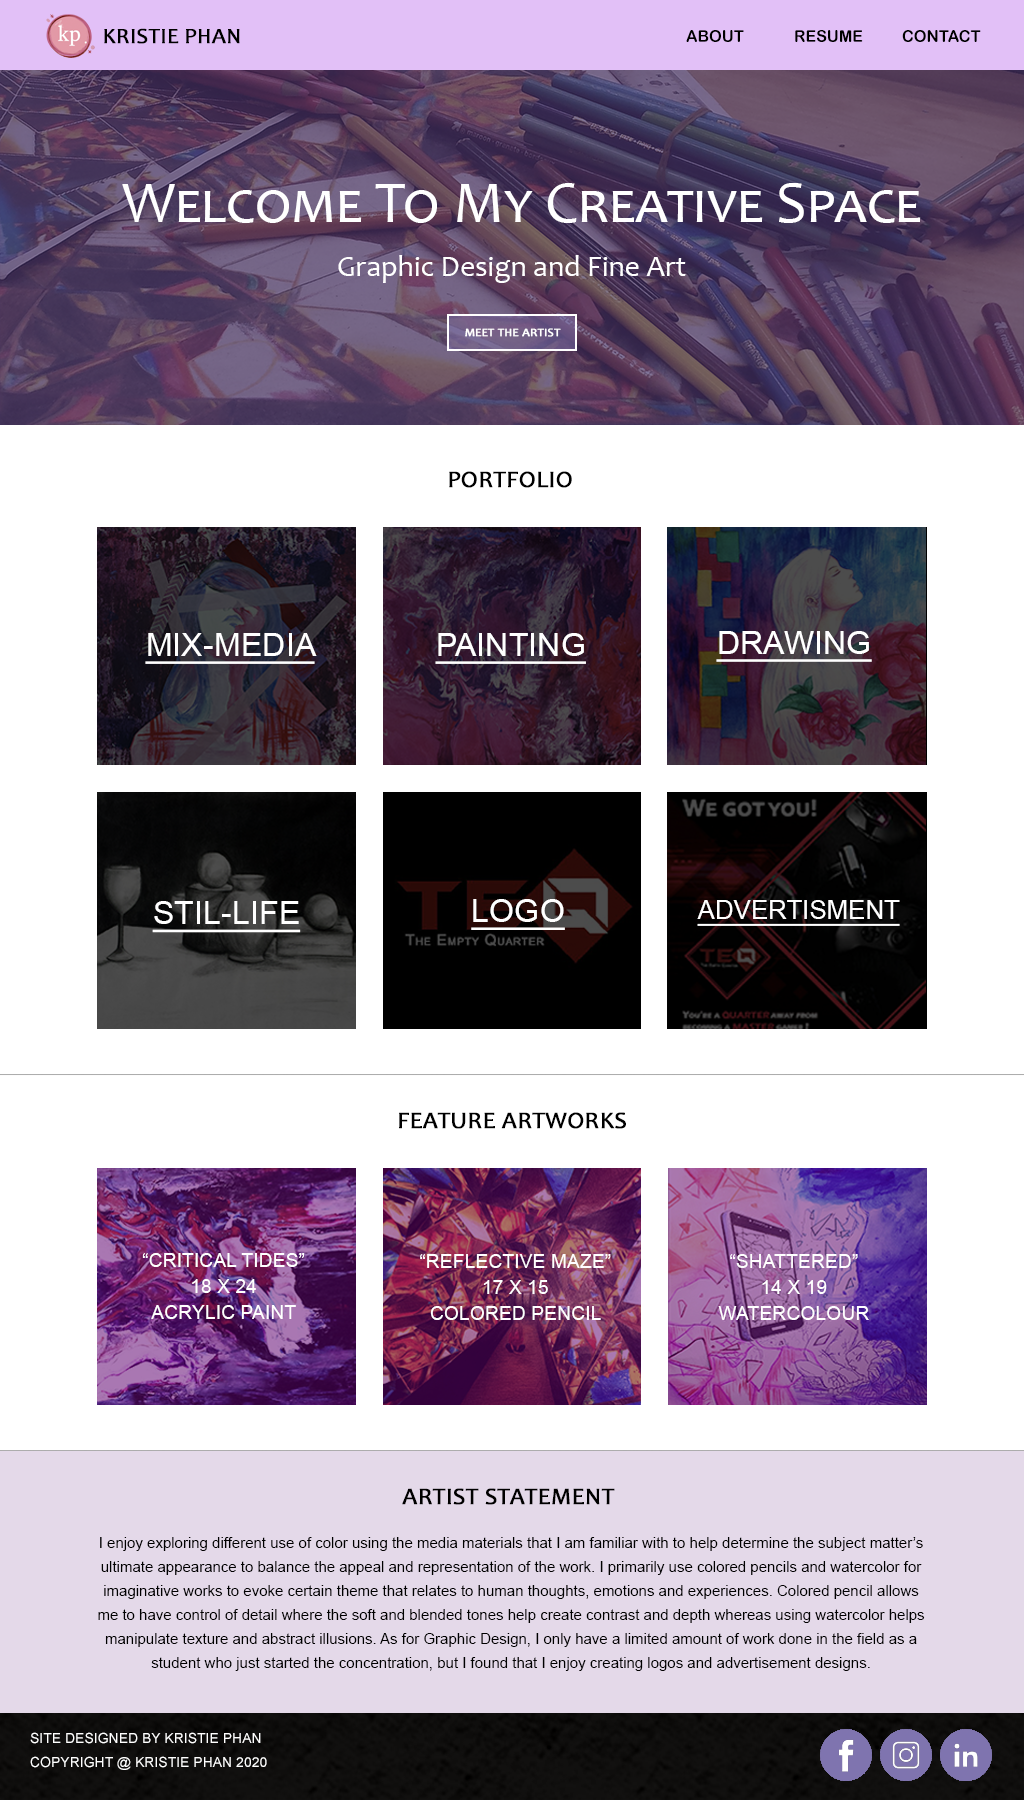 kp KRISTIE PHAN
ABOUT RESUME CONTACT
WELCOME TO MY CREATIVE SPACE
Graphic Design and Fine Art
MEET THE ARTIST
PORTFOLIO
MIX-MEDIA
PAINTING
DRAWING
STIL-LIFE
TEQ
LOGO
THE EMPTY QUARTER
WE GOT YOU!
ADVERTISMENT
TEQ
THE EMPTY QUARTER
YOU'RE A QUARTER AWAY FROM
BECOMING A MASTER GAMER!
FEATURE ARTWORKS
“CRITICAL TIDES”
18 X 24
ACRYLIC PAINT
“REFLECTIVE MAZE”
17 X 15
COLORED PENCIL
“SHATTERED”
14 X 19
WATERCOLOUR
ARTIST STATEMENT
I enjoy exploring different use of color using the media materials that I am familiar with to help determine the subject matter’s
ultimate appearance to balance the appeal and representation of the work. I primarily use colored pencils and watercolor for
imaginative works to evoke certain theme that relates to human thoughts, emotions and experiences. Colored pencil allows
me to have control of detail where the soft and blended tones help create contrast and depth whereas using watercolor helps
manipulate texture and abstract illusions. As for Graphic Design, I only have a limited amount of work done in the field as a
student who just started the concentration, but I found that I enjoy creating logos and advertisement designs.
SITE DESIGNED BY KRISTIE PHAN
COPYRIGHT @ KRISTIE PHAN 2020
f
in